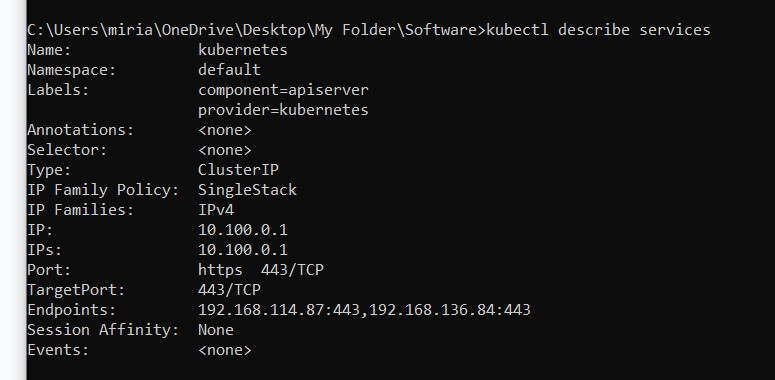 C:\Users\miria\OneDrive\Desktop\My Folder\Software>kubectl describe services
Name:              kubernetes
Namespace:         default
Labels:            component=apiserver
                   provider=kubernetes
Annotations:       <none>
Selector:          <none>
Type:              ClusterIP
IP Family Policy:  SingleStack
IP Families:       IPv4
IP:                10.100.0.1
IPs:               10.100.0.1
Port:              https  443/TCP
TargetPort:        443/TCP
Endpoints:         192.168.114.87:443,192.168.136.84:443
Session Affinity:  None
Events:            <none>